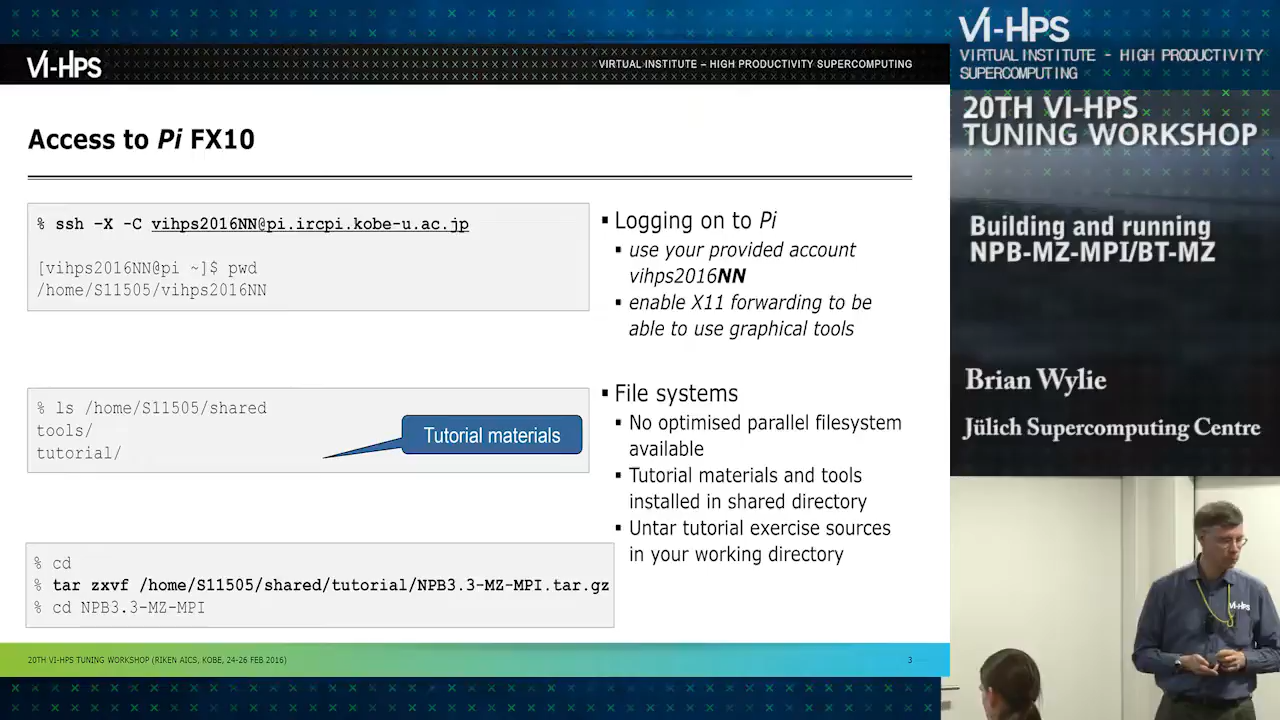 VI-HPS
VIRTUAL INSTITUTE – HIGH PRODUCTIVITY SUPERCOMPUTING
Access to Pi FX10
% ssh -X -C vihps2016NN@pi.ircpi.kobe-u.ac.jp
[vihps2016NN@pi ~]$ pwd
/home/S11505/vihps2016NN
▪ Logging on to Pi
▪ use your provided account
vihps2016NN
▪ enable X11 forwarding to be
able to use graphical tools
% ls /home/S11505/shared
tools/
tutorial/
Tutorial materials
▪ File systems
▪ No optimised parallel filesystem
available
▪ Tutorial materials and tools
installed in shared directory
▪ Untar tutorial exercise sources
in your working directory
% cd
% tar zxvf /home/S11505/shared/tutorial/NPB3.3-MZ-MPI.tar.gz
% cd NPB3.3-MZ-MPI
20TH VI-HPS TUNING WORKSHOP (RIKEN AICS, KOBE, 24-26 FEB 2016)
3
VI-HPS
VIRTUAL INSTITUTE – HIGH PRODUCTIVITY
SUPERCOMPUTING
20TH VI-HPS
TUNING WORKSHOP
Building and running
NPB-MZ-MPI/BT-MZ
Brian Wylie
Jülich Supercomputing Centre
VI-HPS